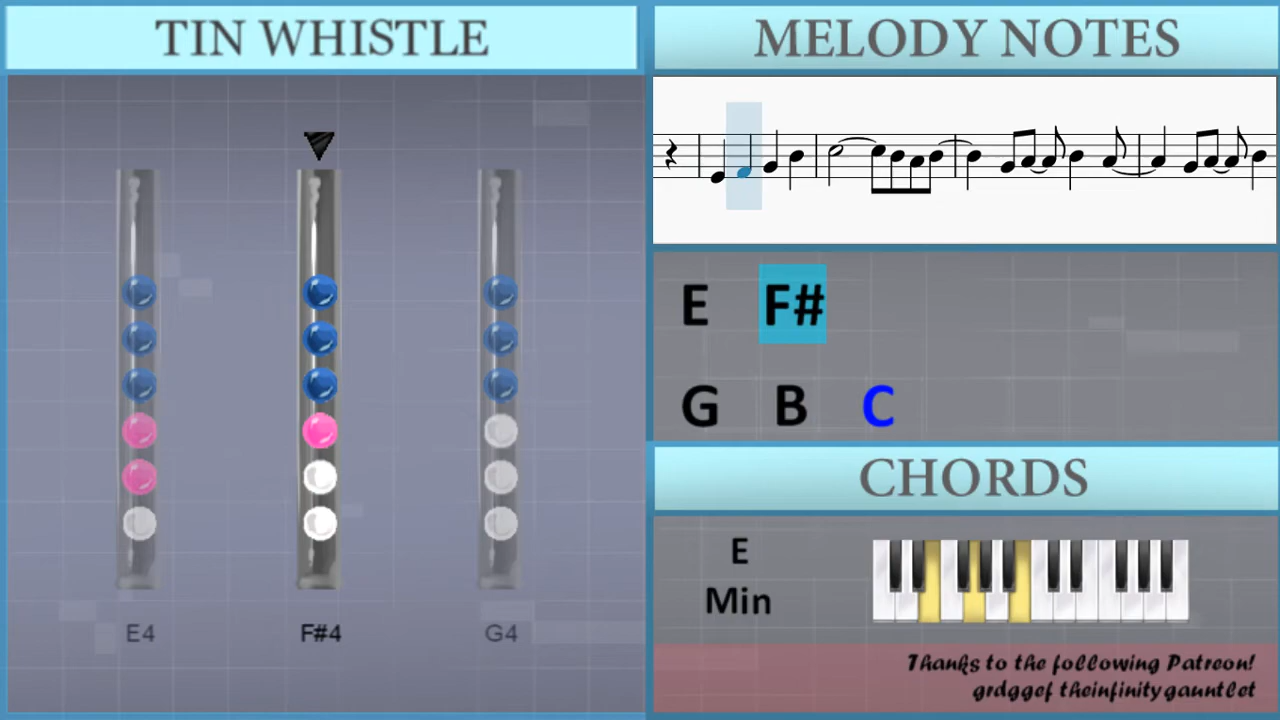 TIN WHISTLE
E4 F#4 G4
MELODY NOTES
E F#
G B C
CHORDS
E
Min
Thanks to the following Patreon!
grdggef theinfinitygauntlet